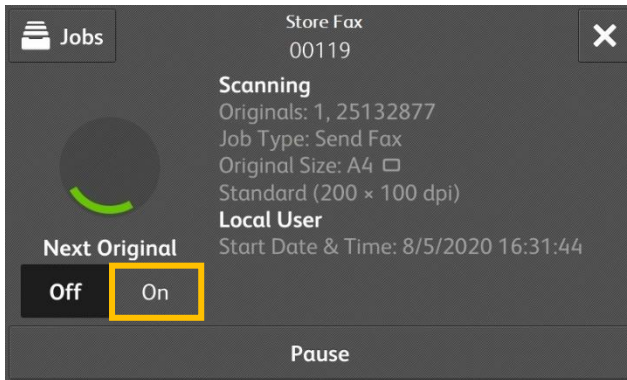 Jobs
Store Fax
00119
Scanning
Originals: 1, 25132877
Job Type: Send Fax
Original Size: A4
Standard (200 × 100 dpi)
Local User
Start Date & Time: 8/5/2020 16:31:44
Next Original
Off
On
Pause